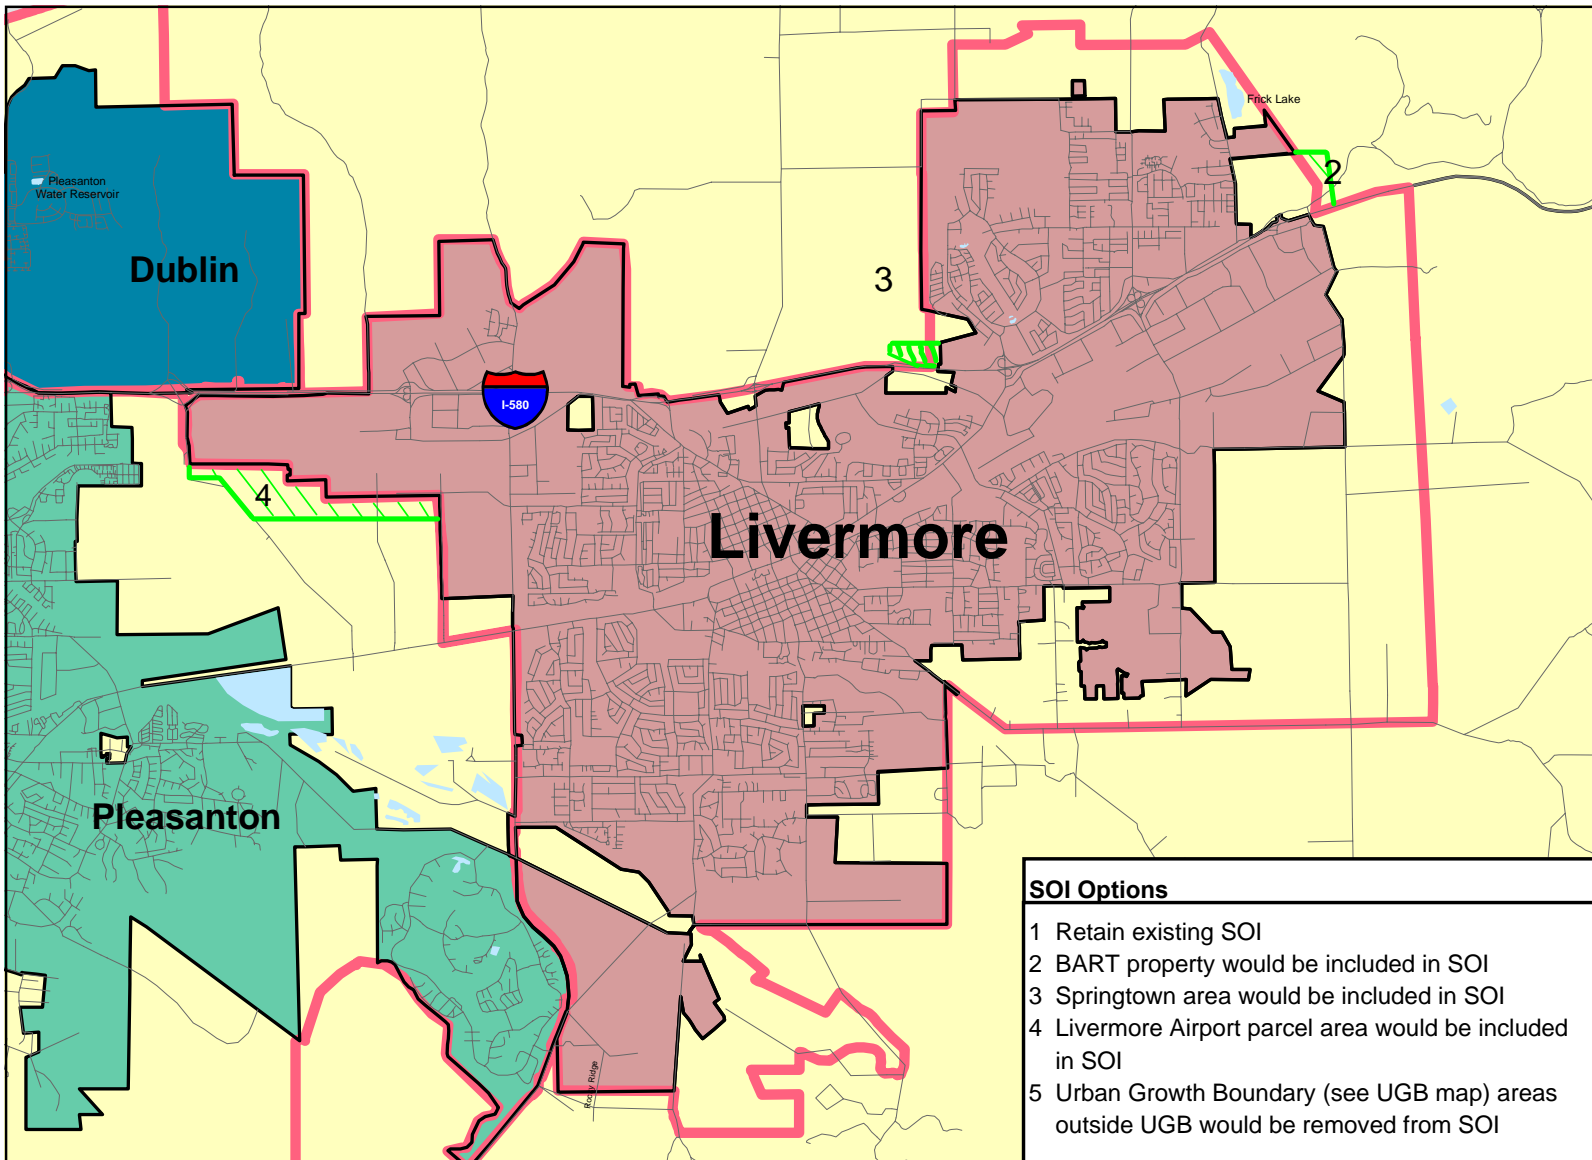 Frick Lake
2
Pleasanton
Water Reservoir
Dublin
3
I-580
4
Livermore
Pleasanton
Rocky Ridge
SOI Options
1 Retain existing SOI
2 BART property would be included in SOI
3 Springtown area would be included in SOI
4 Livermore Airport parcel area would be included
in SOI
5 Urban Growth Boundary (see UGB map) areas
outside UGB would be removed from SOI